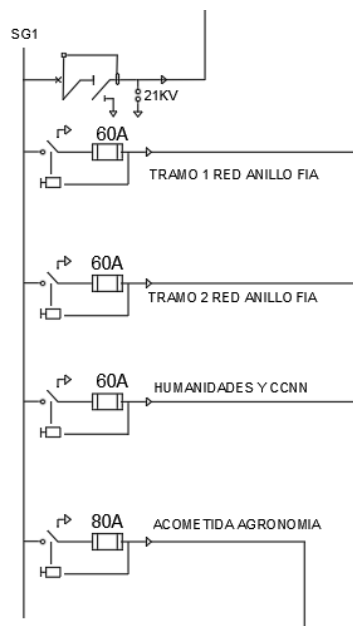 SG1
21KV
60A
TRAMO 1 RED ANILLO FIA
60A
TRAMO 2 RED ANILLO FIA
60A
HUMANIDADES Y CCNN
80A
ACOMETIDA AGRONOMIA